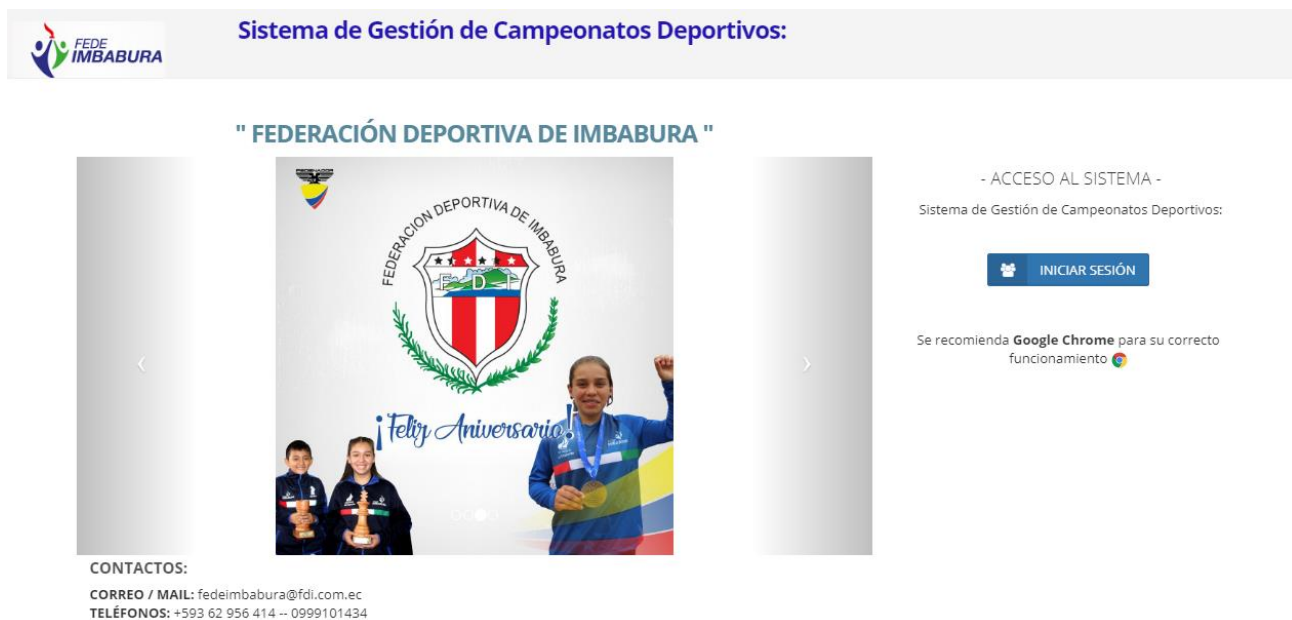 FEDE
IMBABURA
Sistema de Gestión de Campeonatos Deportivos:
" FEDERACIÓN DEPORTIVA DE IMBABURA "
ECUADOR
FEDERACION DEPORTIVA DE IMBABURA
F D I
¡Feliz Aniversario!
- ACCESO AL SISTEMA -
Sistema de Gestión de Campeonatos Deportivos:
INICIAR SESIÓN
Se recomienda Google Chrome para su correcto
funcionamiento
CONTACTOS:
CORREO / MAIL: fedeimbabura@fdi.com.ec
TELÉFONOS: +593 62 956 414 -- 0999101434